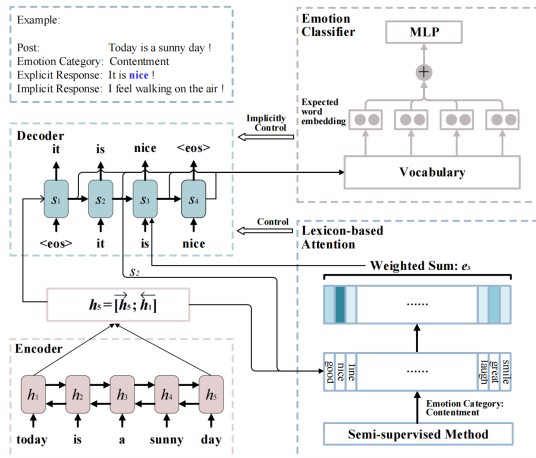 Example:
Post: Today is a sunny day !
Emotion Category: Contentment
Explicit Response: It is nice !
Implicit Response: I feel walking on the air !
Emotion
Classifier
MLP
+
Expected
word
embedding
Vocabulary
Implicitly
Control
Decoder
it is nice <eos>
s1 s2 s3 s4
<eos> it is nice
Control
Lexicon-based
Attention
Weighted Sum: e3
s2
......
h5=[h5; h1]
......
good nice fine laugh great smile
Emotion Category:
Contentment
Semi-supervised Method
Encoder
h1 h2 h3 h4 h5
today is a sunny day